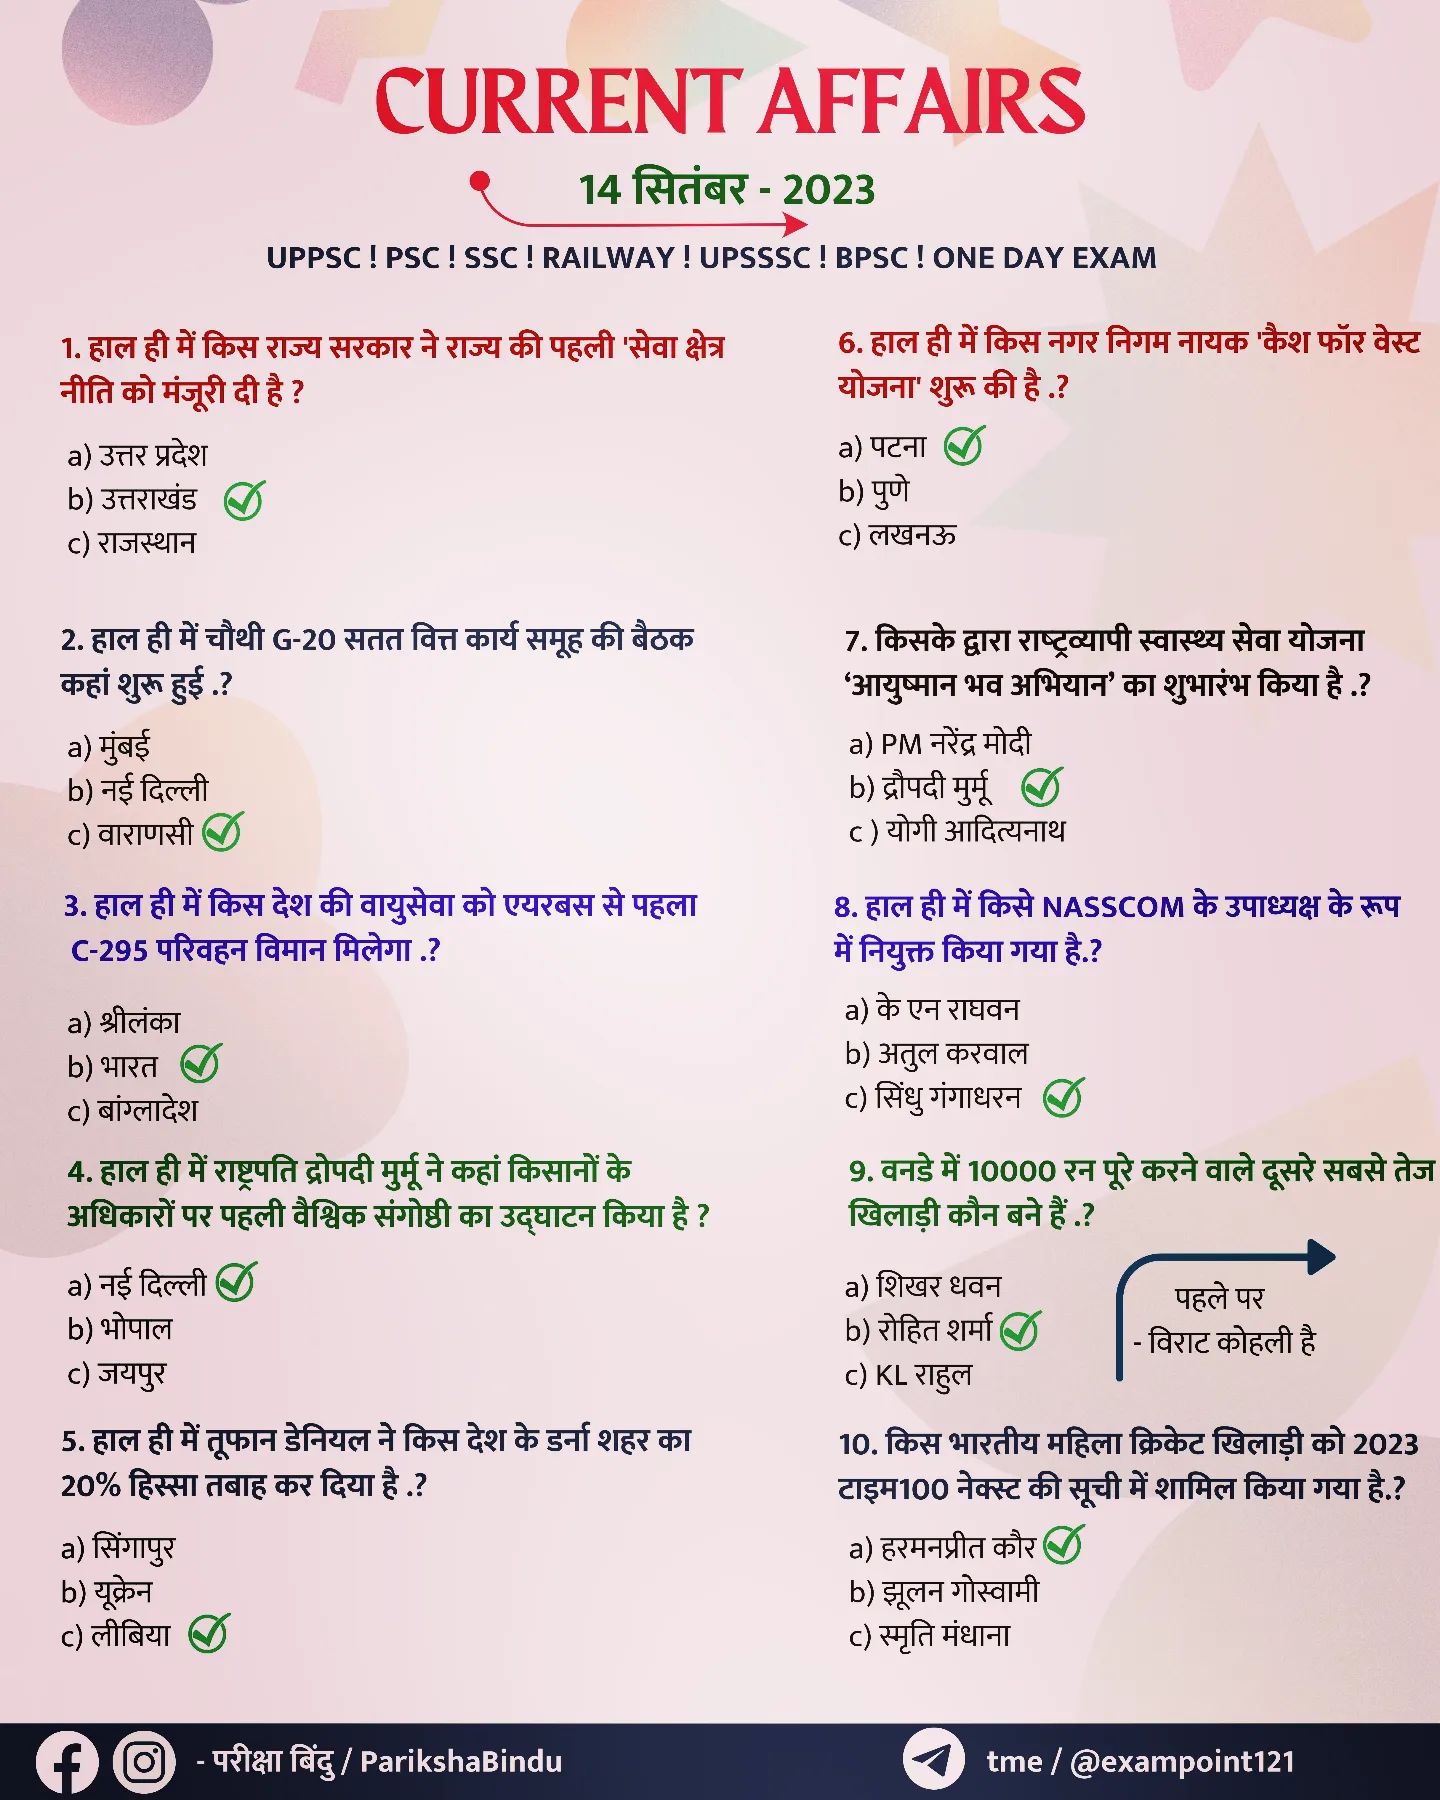 CURRENT AFFAIRS
14 सितंबर - 2023
UPPSC ! PSC ! SSC ! RAILWAY ! UPSSSC ! BPSC ! ONE DAY EXAM
1. हाल ही में किस राज्य सरकार ने राज्य की पहली 'सेवा क्षेत्र
नीति को मंजूरी दी है ?
a) उत्तर प्रदेश
b) उत्तराखंड
c) राजस्थान
2. हाल ही में चौथी G-20 सतत वित्त कार्य समूह की बैठक
कहां शुरू हुई .?
a) मुंबई
b) नई दिल्ली
c) वाराणसी
3. हाल ही में किस देश की वायुसेवा को एयरबस से पहला
C-295 परिवहन विमान मिलेगा .?
a) श्रीलंका
b) भारत
c) बांग्लादेश
4. हाल ही में राष्ट्रपति द्रोपदी मुर्मू ने कहां किसानों के
अधिकारों पर पहली वैश्विक संगोष्ठी का उद्घाटन किया है ?
a) नई दिल्ली
b) भोपाल
c) जयपुर
5. हाल ही में तूफान डेनियल ने किस देश के डर्ना शहर का
20% हिस्सा तबाह कर दिया है .?
a) सिंगापुर
b) यूक्रेन
c) लीबिया
6. हाल ही में किस नगर निगम नायक 'कैश फॉर वेस्ट
योजना' शुरू की है .?
a) पटना
b) पुणे
c) लखनऊ
7. किसके द्वारा राष्ट्रव्यापी स्वास्थ्य सेवा योजना
‘आयुष्मान भव अभियान’ का शुभारंभ किया है .?
a) PM नरेंद्र मोदी
b) द्रौपदी मुर्मू
c ) योगी आदित्यनाथ
8. हाल ही में किसे NASSCOM के उपाध्यक्ष के रूप
में नियुक्त किया गया है.?
a) के एन राघवन
b) अतुल करवाल
c) सिंधु गंगाधरन
9. वनडे में 10000 रन पूरे करने वाले दूसरे सबसे तेज
खिलाड़ी कौन बने हैं .?
a) शिखर धवन
b) रोहित शर्मा
c) KL राहुल
पहले पर
- विराट कोहली है
10. किस भारतीय महिला क्रिकेट खिलाड़ी को 2023
टाइम100 नेक्स्ट की सूची में शामिल किया गया है.?
a) हरमनप्रीत कौर
b) झूलन गोस्वामी
c) स्मृति मंधाना
- परीक्षा बिंदु / ParikshaBindu
tme / @exampoint121